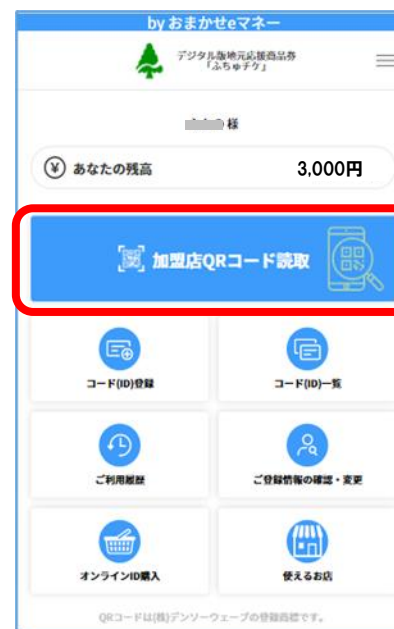 by おまかせeマネー
デジタル版地元応援商品券
「ふちゅチケ」
様
¥ あなたの残高 3,000円
加盟店QRコード読取
コード(ID)登録
コード(ID)一覧
ご利用履歴
ご登録情報の確認・変更
オンラインID購入
使えるお店
QRコードは(株)デンソーウェーブの登録商標です。